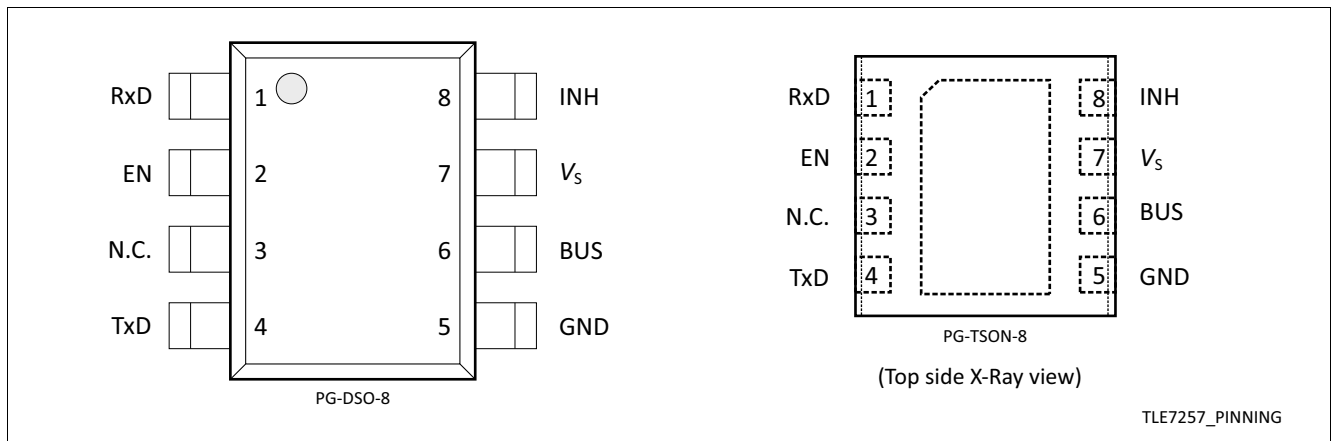 RxD 1 8 INH
EN 2 7 VS
N.C. 3 6 BUS
TxD 4 5 GND
PG-DSO-8
RxD 1 8 INH
EN 2 7 VS
N.C. 3 6 BUS
TxD 4 5 GND
PG-TSON-8
(Top side X-Ray view)
TLE7257_PINNING